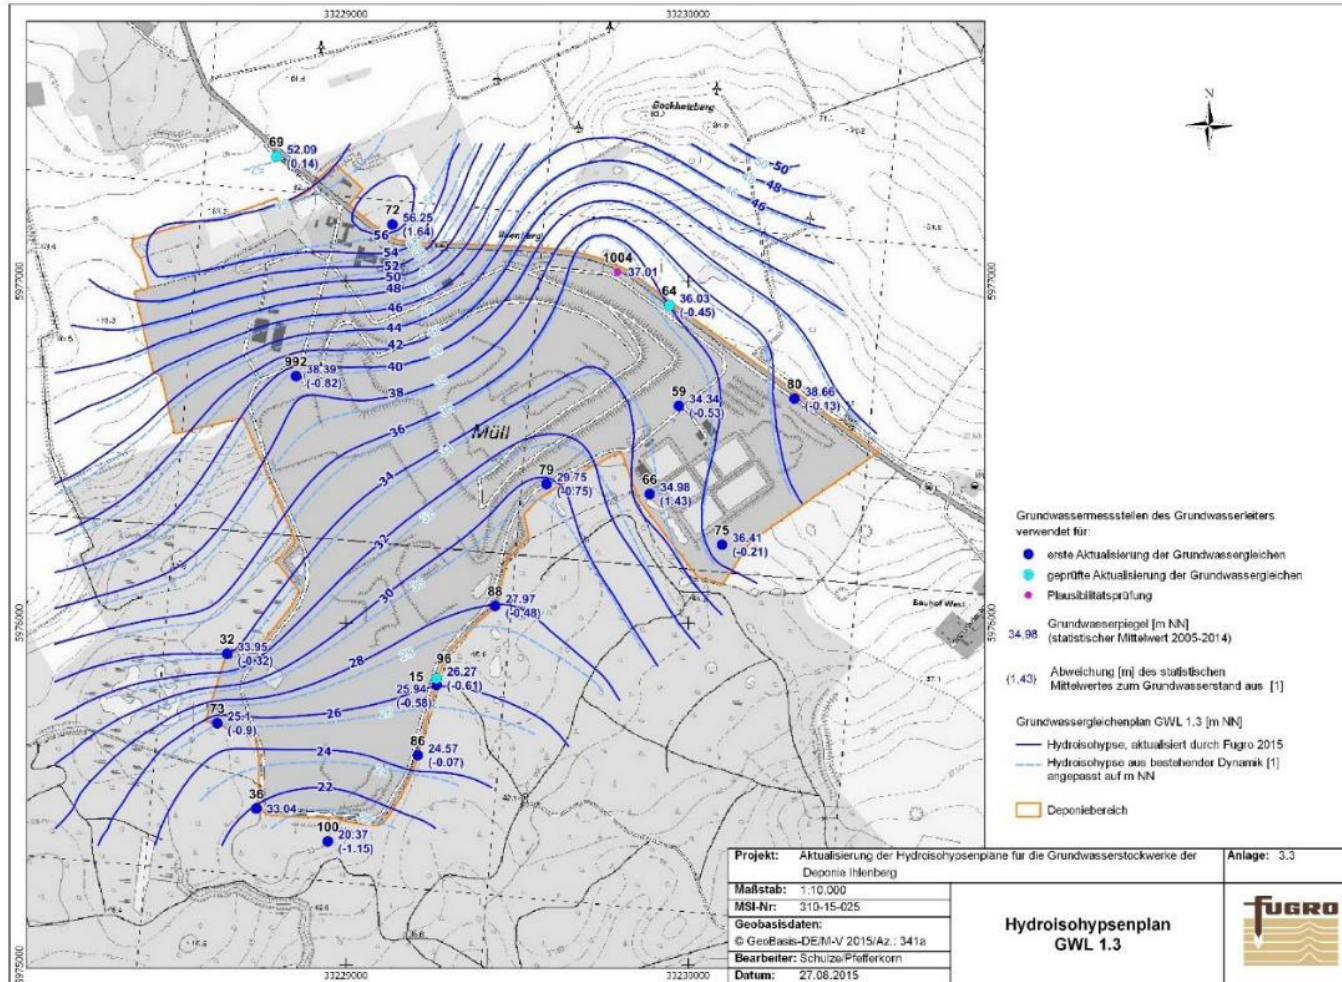 33229000
33230000
Bockholzberg
69
52.09
(0.14)
-50
48
46
72
56.25
(1.64)
56
54
52
50
48
46
44
42
40
38
36
34
32
30
28
26
24
22
1004
37.01
64
36.03
(-0.45)
992
38.39
(-0.82)
59
34.34
(-0.53)
80
38.66
(-0.13)
Müll
79
29.75
(-0.75)
66
34.98
(1.43)
75
36.41
(-0.21)
88
27.97
(-0.48)
Bauhof West
32
33.95
(-0.32)
96
26.27
(-0.61)
15
25.94
(-0.58)
73
25.1
(-0.9)
86
24.57
(-0.07)
36
33.04
100
20.37
(-1.15)
5977000
5977000
5976000
5976000
5975000
33229000
33230000
N
Grundwassermessstellen des Grundwasserleiters
verwendet für:
erste Aktualisierung der Grundwassergleichen
geprüfte Aktualisierung der Grundwassergleichen
Plausibilitätsprüfung
34,98 Grundwasserpiegel [m NN]
(statistischer Mittelwert 2005-2014)
(1,43) Abweichung [m] des statistischen
Mittelwertes zum Grundwasserstand aus [1]
Grundwassergleichenplan GWL 1.3 [m NN]
Hydroisohypse, aktualisiert durch Fugro 2015
Hydroisohypse aus bestehender Dynamik [1]
angepasst auf m NN
Deponiebereich
Projekt: Aktualisierung der Hydroisohypsenpläne für die Grundwasserstockwerke der
Deponie Ihlenberg
Anlage: 3.3
Maßstab: 1:10.000
MSI-Nr: 310-15-025
Geobasisdaten:
© GeoBasis-DE/M-V 2015/Az.: 341a
Bearbeiter: Schulze/Pfefferkorn
Datum: 27.08.2015
Hydroisohypsenplan
GWL 1.3
FUGRO